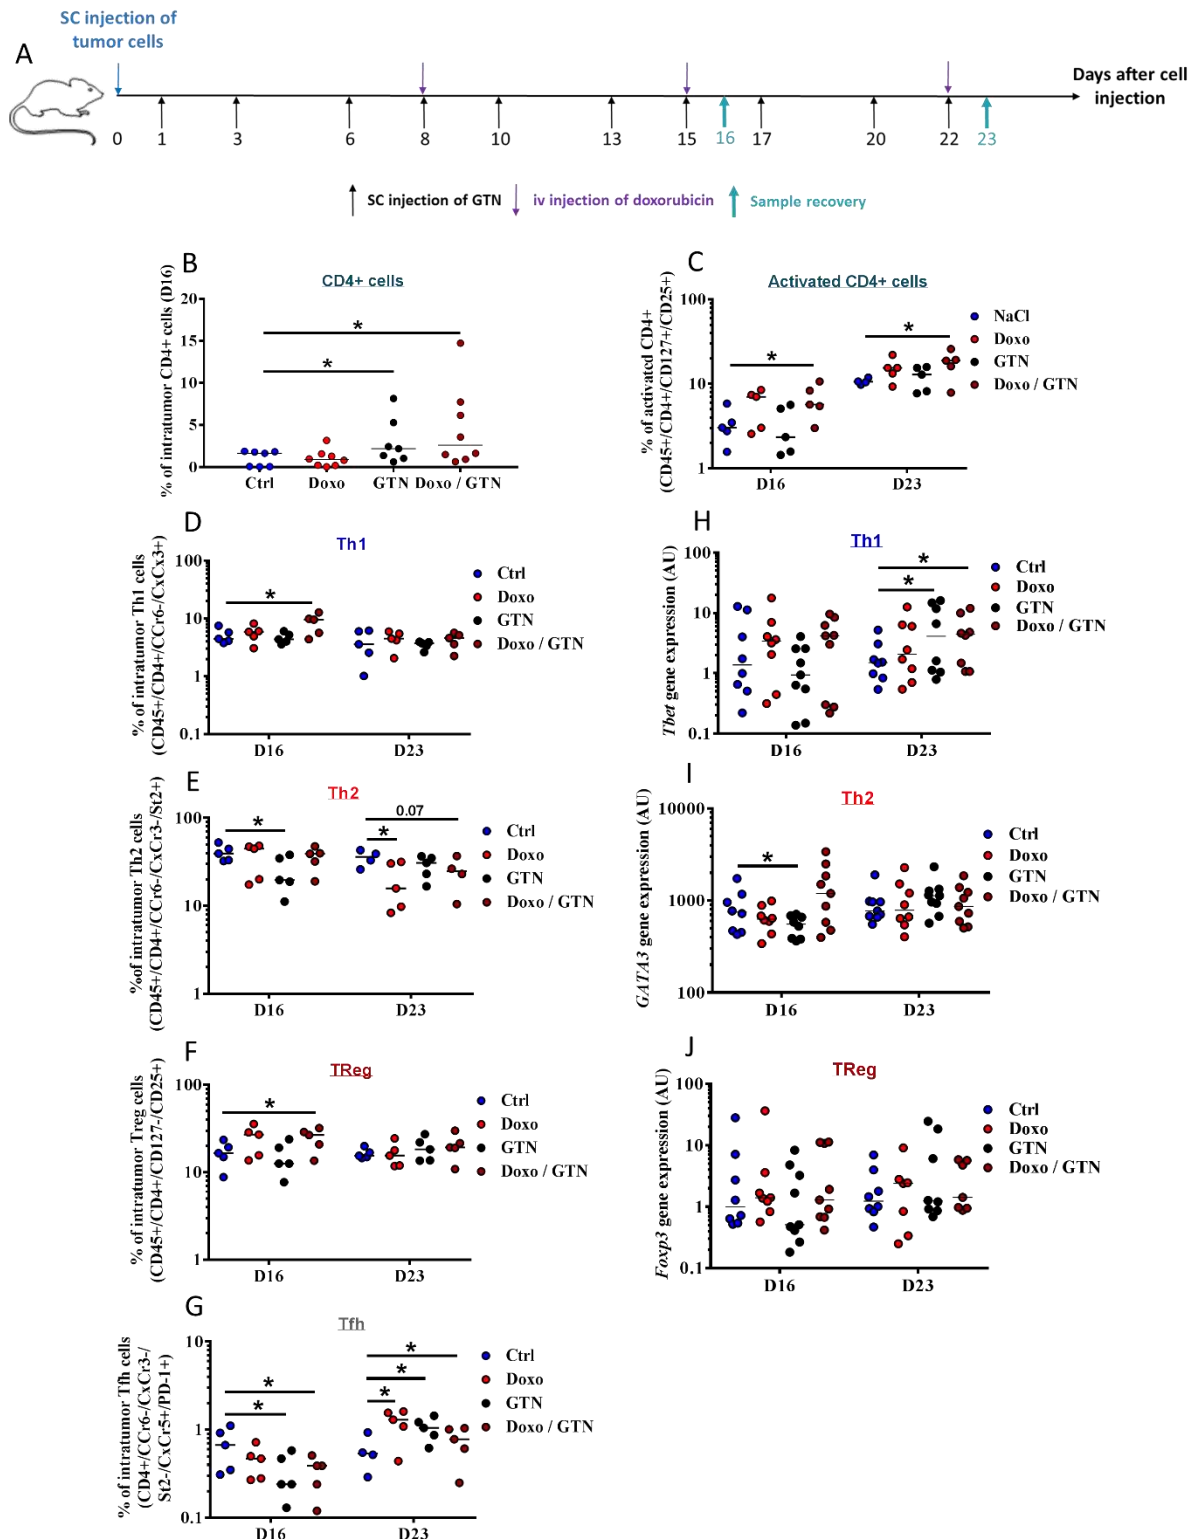 SC injection of
tumor cells
A
Days after cell
injection
0 1 3 6 8 10 13 15 16 17 20 22 23
SC injection of GTN
iv injection of doxorubicin
Sample recovery
B
CD4+ cells
% of intratumor CD4+ cells (D16)
20
15
10
5
0
*
*
Ctrl Doxo GTN Doxo / GTN
C
Activated CD4+ cells
% of activated CD4+
(CD45+/CD4+/CD127+/CD25+)
100
10
1
*
*
D16 D23
NaCl
Doxo
GTN
Doxo / GTN
D
Th1
% of intratumor Th1 cells
(CD45+/CD4+/CCr6-/CxCx3+)
100
10
1
0.1
*
D16 D23
Ctrl
Doxo
GTN
Doxo / GTN
H
Th1
Tbet gene expression (AU)
100
10
1
0.1
*
*
D16 D23
Ctrl
Doxo
GTN
Doxo / GTN
E
Th2
%of intratumor Th2 cells
(CD45+/CD4+/CCr6-/CxCr3-/St2+)
100
10
1
*
*
0.07
D16 D23
Ctrl
Doxo
GTN
Doxo / GTN
I
Th2
GATA3 gene expression (AU)
10000
1000
100
*
D16 D23
Ctrl
Doxo
GTN
Doxo / GTN
F
TReg
% of intratumor Treg cells
(CD45+/CD4+/CD127-/CD25+)
100
10
1
*
D16 D23
Ctrl
Doxo
GTN
Doxo / GTN
J
TReg
Foxp3 gene expression (AU)
100
10
1
0.1
D16 D23
Ctrl
Doxo
GTN
Doxo / GTN
G
Tfh
% of intratumor Tfh cells
(CD4+/CCr6-/CxCr3-/
St2-/CxCr5+/PD-1+)
10
1
0.1
*
*
*
*
*
D16 D23
Ctrl
Doxo
GTN
Doxo / GTN